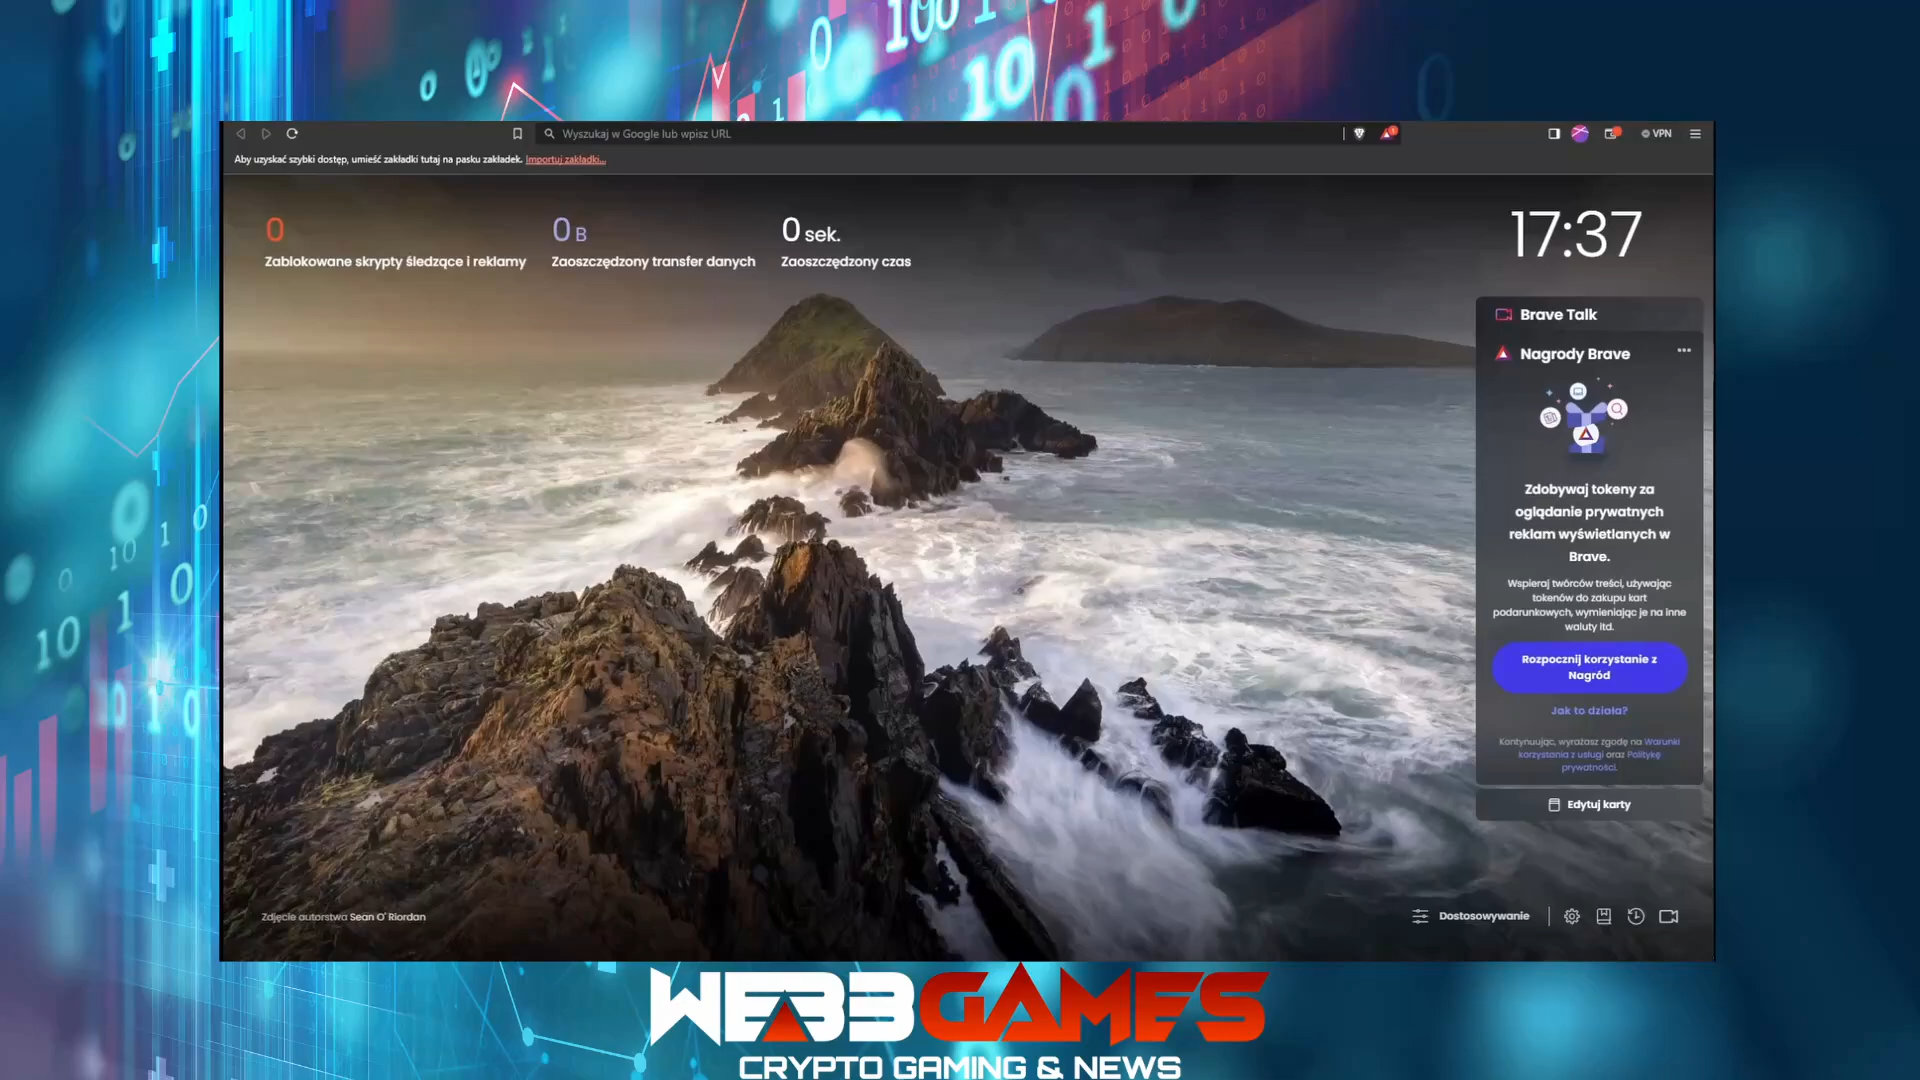 Wyszukaj w Google lub wpisz URL
VPN
Aby uzyskać szybki dostęp, umieść zakładki tutaj na pasku zakładek. Importuj zakładki...
0
Zablokowane skrypty śledzące i reklamy
0 B
Zaoszczędzony transfer danych
0 sek.
Zaoszczędzony czas
17:37
Brave Talk
Nagrody Brave
Zdobywaj tokeny za
oglądanie prywatnych
reklam wyświetlanych w
Brave.
Wspieraj twórców treści, używając
tokenów do zakupu kart
podarunkowych, wymieniając je na inne
waluty itd.
Rozpocznij korzystanie z
Nagród
Jak to działa?
Kontynuując, wyrażasz zgodę na Warunki
korzystania z usługi oraz Politykę
prywatności.
Edytuj karty
Zdjęcie autorstwa Sean O' Riordan
Dostosowywanie
WEB3GAMES
CRYPTO GAMING & NEWS